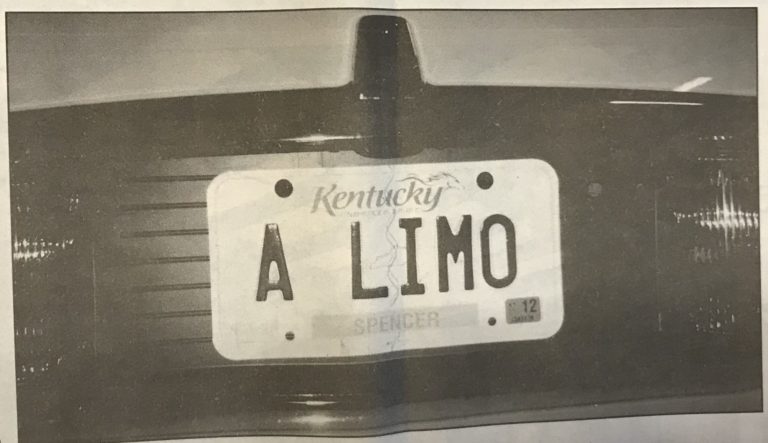 Kentucky
A LIMO
12
SPENCER